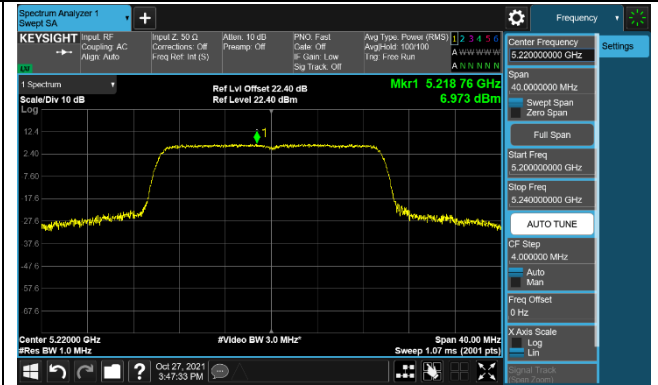 Spectrum Analyzer 1
Swept SA
Frequency
KEYSIGHT
Input: RF
Coupling: AC
Align: Auto
Input Z: 50 Ω
Corrections: Off
Freq Ref: Int (S)
Atten: 10 dB
Preamp: Off
PNO: Fast
Gate: Off
IF Gain: Low
Sig Track: Off
Avg Type: Power (RMS)
Avg|Hold: 100/100
Trig: Free Run
1 2 3 4 5 6
A W W W W W
A N N N N N
1 Spectrum
Scale/Div 10 dB
Log
Ref Lvl Offset 22.40 dB
Ref Level 22.40 dBm
Mkr1 5.218 76 GHz
6.973 dBm
1
12.4
2.40
7.60
17.6
27.6
37.6
-47.6
57.6
67.6
Center 5.22000 GHz
#Res BW 1.0 MHz
#Video BW 3.0 MHz*
Span 40.00 MHz
Sweep 1.07 ms (2001 pts)
Center Frequency
5.220000000 GHz
Settings
Span
40.0000000 MHz
Swept Span
Zero Span
Full Span
Start Freq
5.200000000 GHz
Stop Freq
5.240000000 GHz
AUTO TUNE
CF Step
4.000000 MHz
Auto
Man
Freq Offset
0 Hz
X Axis Scale
Log
Lin
Signal Track
(Span Zoom)
Oct 27, 2021
3:47:33 PM